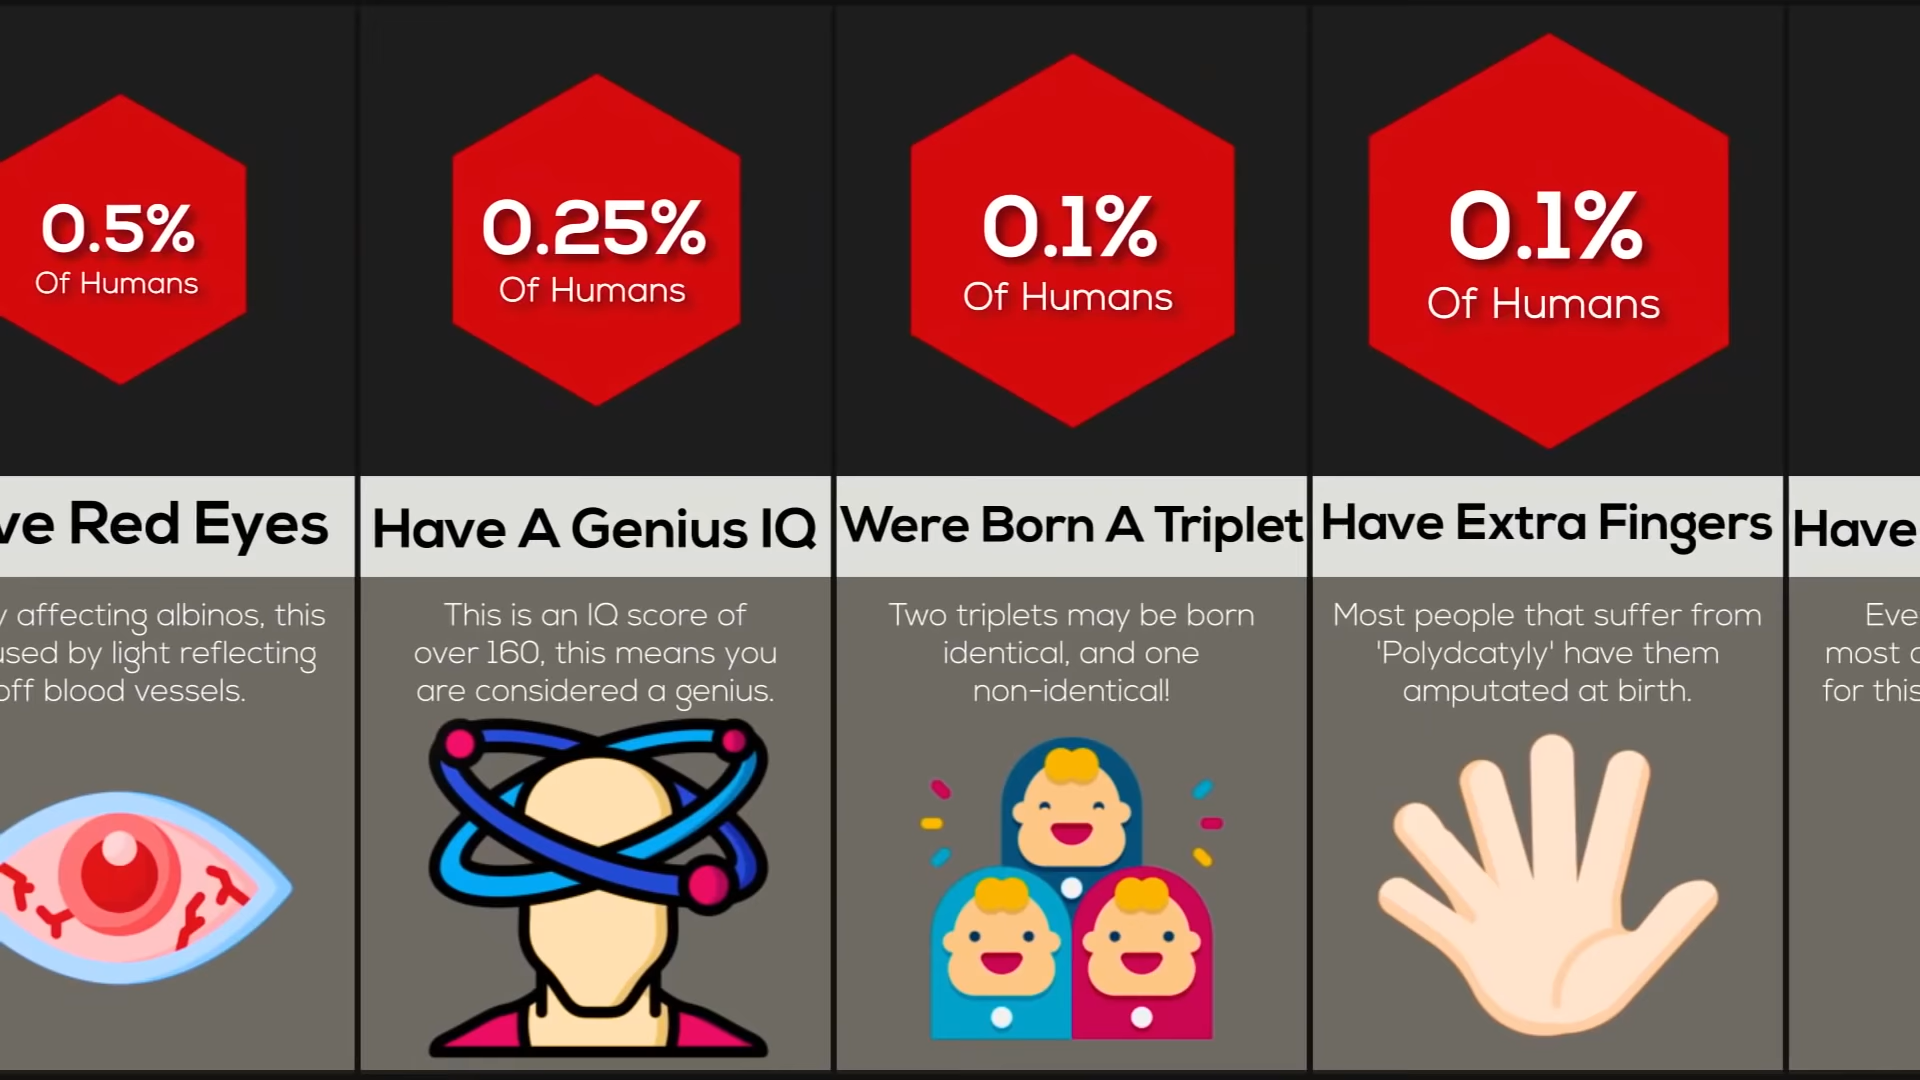 0.5%
Of Humans
ve Red Eyes
y affecting albinos, this
used by light reflecting
off blood vessels.
0.25%
Of Humans
Have A Genius IQ
This is an IQ score of
over 160, this means you
are considered a genius.
0.1%
Of Humans
Were Born A Triplet
Two triplets may be born
identical, and one
non-identical!
0.1%
Of Humans
Have Extra Fingers
Most people that suffer from
'Polydcatyly' have them
amputated at birth.
Have
Eve
most
for this